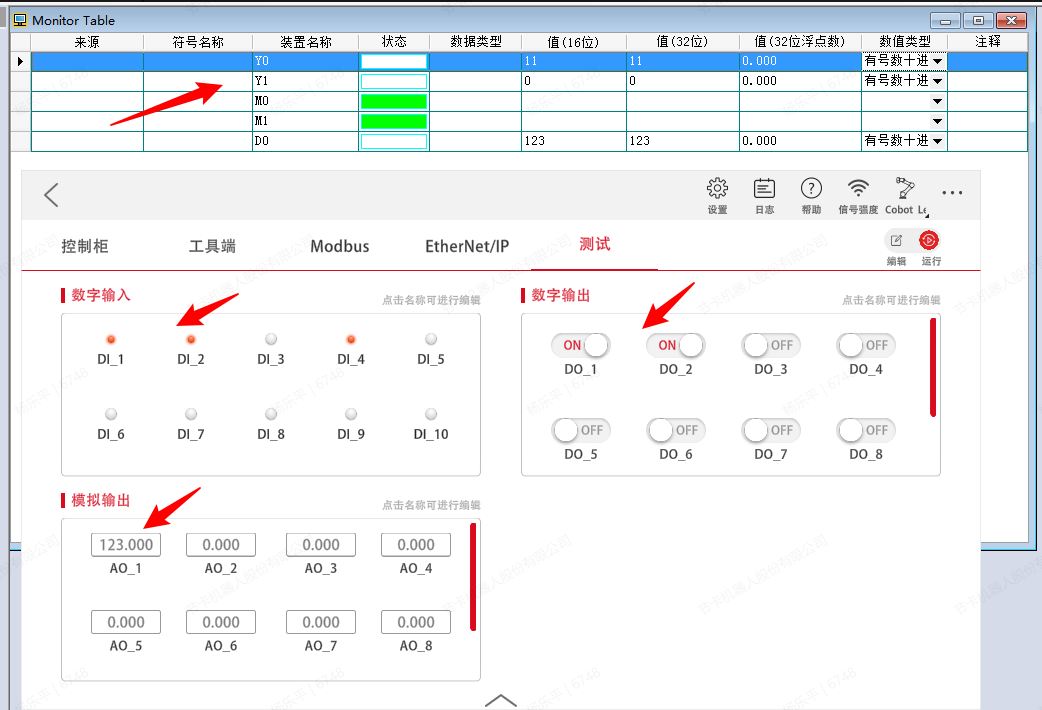 Monitor Table
来源 符号名称 装置名称 状态 数据类型 值(16位) 值(32位) 值(32位浮点数) 数值类型 注释
Y0 11 11 0.000 有号数十进
Y1 0 0 0.000 有号数十进
M0
M1
D0 123 123 0.000 有号数十进
设置 日志 帮助 信号强度 Cobot Le
控制柜 工具端 Modbus EtherNet/IP 测试
编辑 运行
数字输入 点击名称可进行编辑
DI_1 DI_2 DI_3 DI_4 DI_5
DI_6 DI_7 DI_8 DI_9 DI_10
数字输出 点击名称可进行编辑
ON ON OFF OFF
DO_1 DO_2 DO_3 DO_4
OFF OFF OFF OFF
DO_5 DO_6 DO_7 DO_8
模拟输出 点击名称可进行编辑
123.000 0.000 0.000 0.000
AO_1 AO_2 AO_3 AO_4
0.000 0.000 0.000 0.000
AO_5 AO_6 AO_7 AO_8